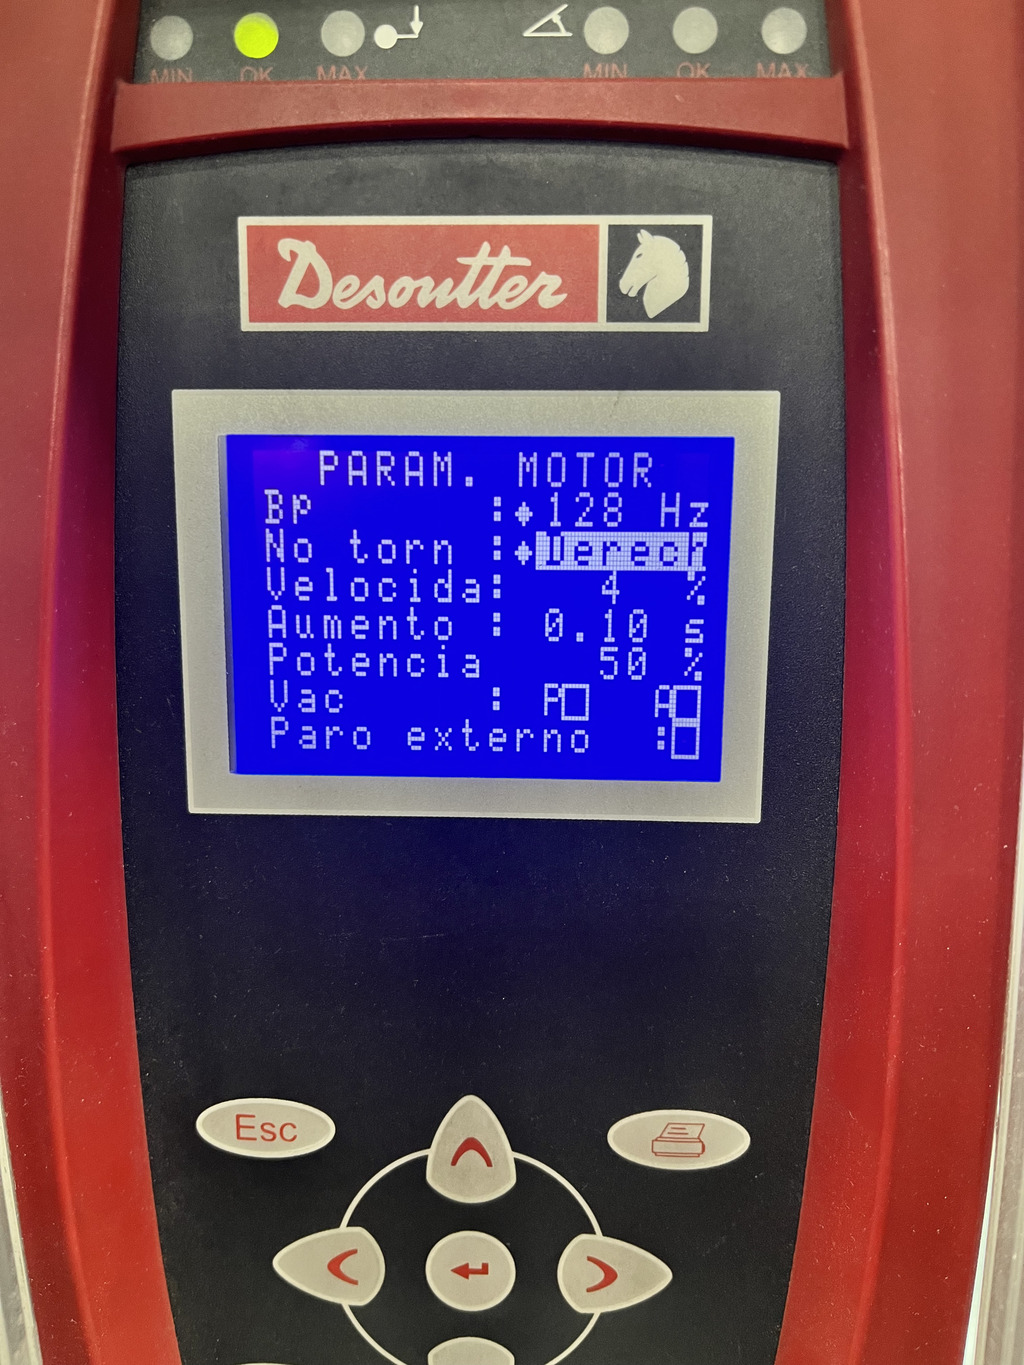 MIN OK MAX MIN OK MAX
Desoutter
PARAM. MOTOR
Bp : 128 Hz
No torn : Derech
Velocida: 4 %
Aumento : 0.10 s
Potencia 50 %
Vac : P A
Paro externo :
Esc